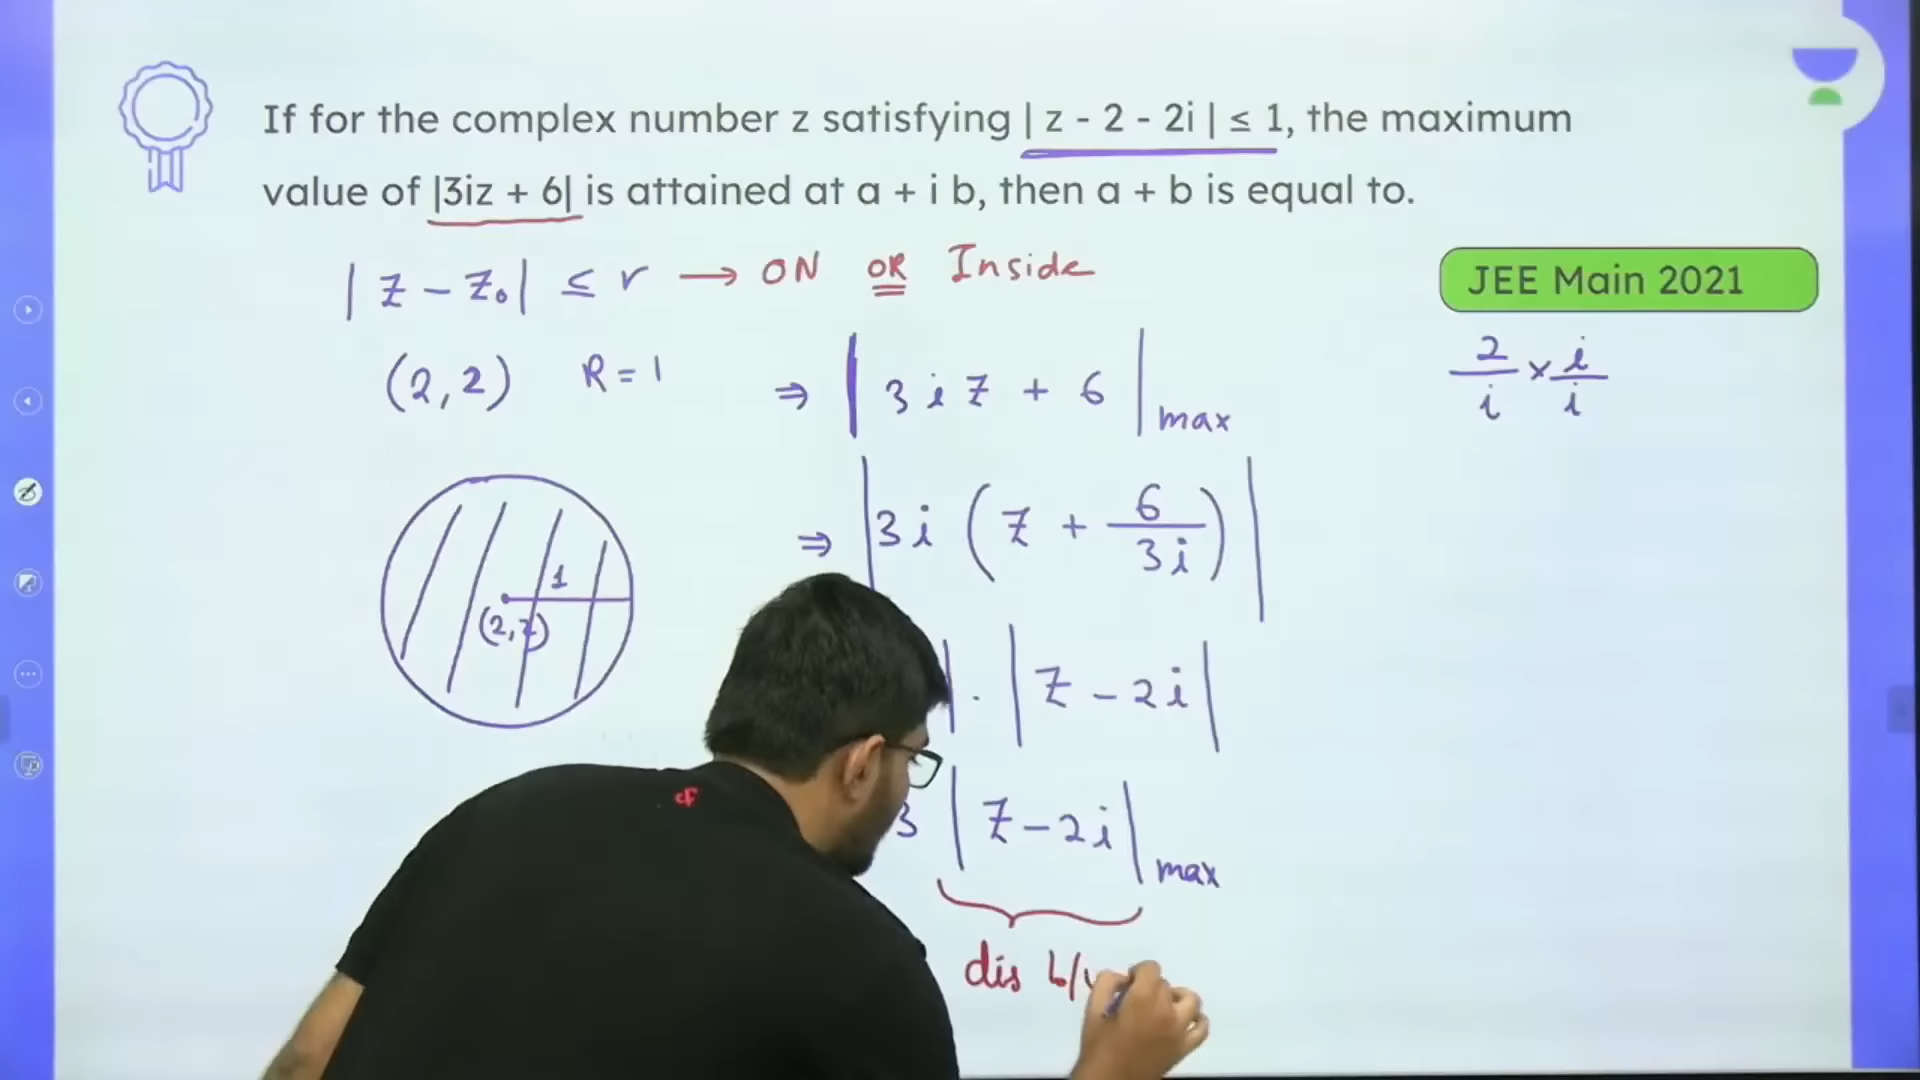 If for the complex number z satisfying | z - 2 - 2i | ≤ 1, the maximum
value of |3iz + 6| is attained at a + i b, then a + b is equal to.
| z - z₀ | ≤ r → ON OR Inside
JEE Main 2021
(2,2) R = 1
⇒ | 3iz + 6 | max
2/i × i/i
⇒ | 3i ( z + 6/3i ) |
1
(2,2)
| . | z - 2i |
3 | z - 2i | max
dis b/